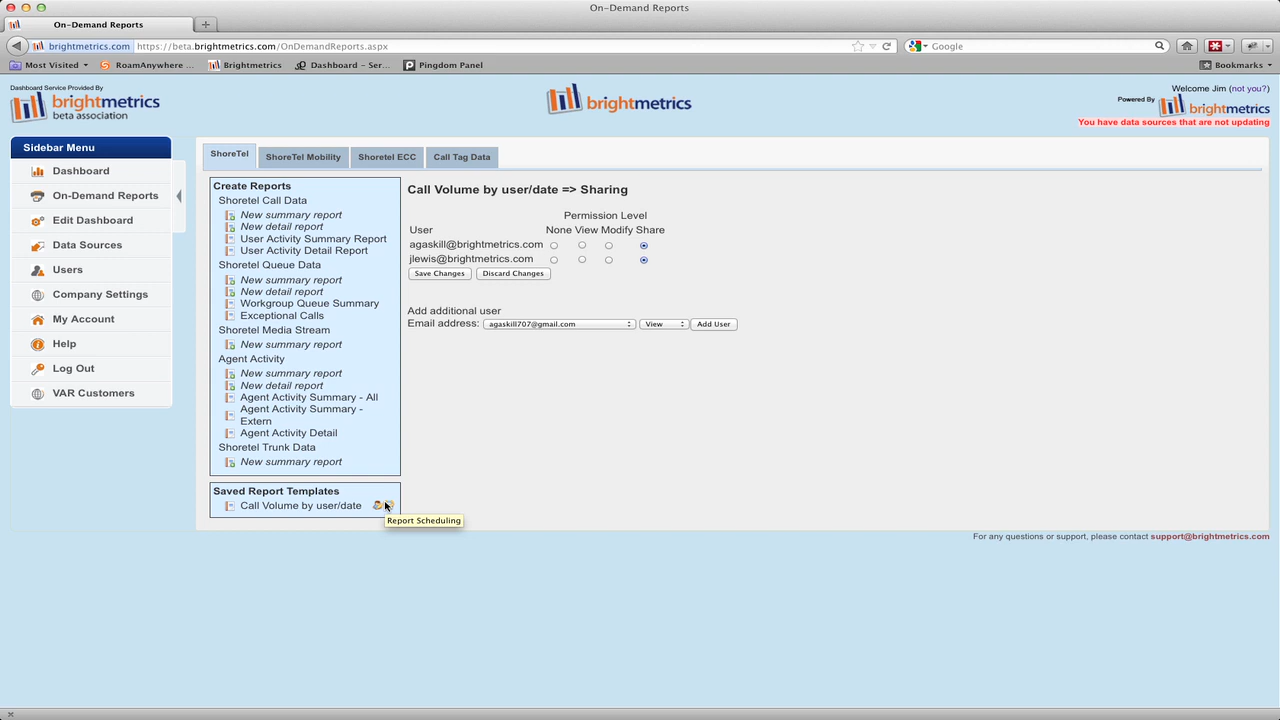 On-Demand Reports
On-Demand Reports
brightmetrics.com https://beta.brightmetrics.com/OnDemandReports.aspx
Google
Most Visited
RoamAnywhere ...
Brightmetrics
Dashboard - Ser...
Pingdom Panel
Bookmarks
Dashboard Service Provided By
brightmetrics
beta association
brightmetrics
Welcome Jim (not you?)
Powered By
brightmetrics
You have data sources that are not updating
Sidebar Menu
Dashboard
On-Demand Reports
Edit Dashboard
Data Sources
Users
Company Settings
My Account
Help
Log Out
VAR Customers
ShoreTel
ShoreTel Mobility
Shoretel ECC
Call Tag Data
Create Reports
Shoretel Call Data
New summary report
New detail report
User Activity Summary Report
User Activity Detail Report
Shoretel Queue Data
New summary report
New detail report
Workgroup Queue Summary
Exceptional Calls
Shoretel Media Stream
New summary report
Agent Activity
New summary report
New detail report
Agent Activity Summary - All
Agent Activity Summary -
Extern
Agent Activity Detail
Shoretel Trunk Data
New summary report
Saved Report Templates
Call Volume by user/date
Report Scheduling
Call Volume by user/date => Sharing
Permission Level
User None View Modify Share
agaskill@brightmetrics.com
jlewis@brightmetrics.com
Save Changes Discard Changes
Add additional user
Email address: agaskill707@gmail.com View Add User
For any questions or support, please contact support@brightmetrics.com